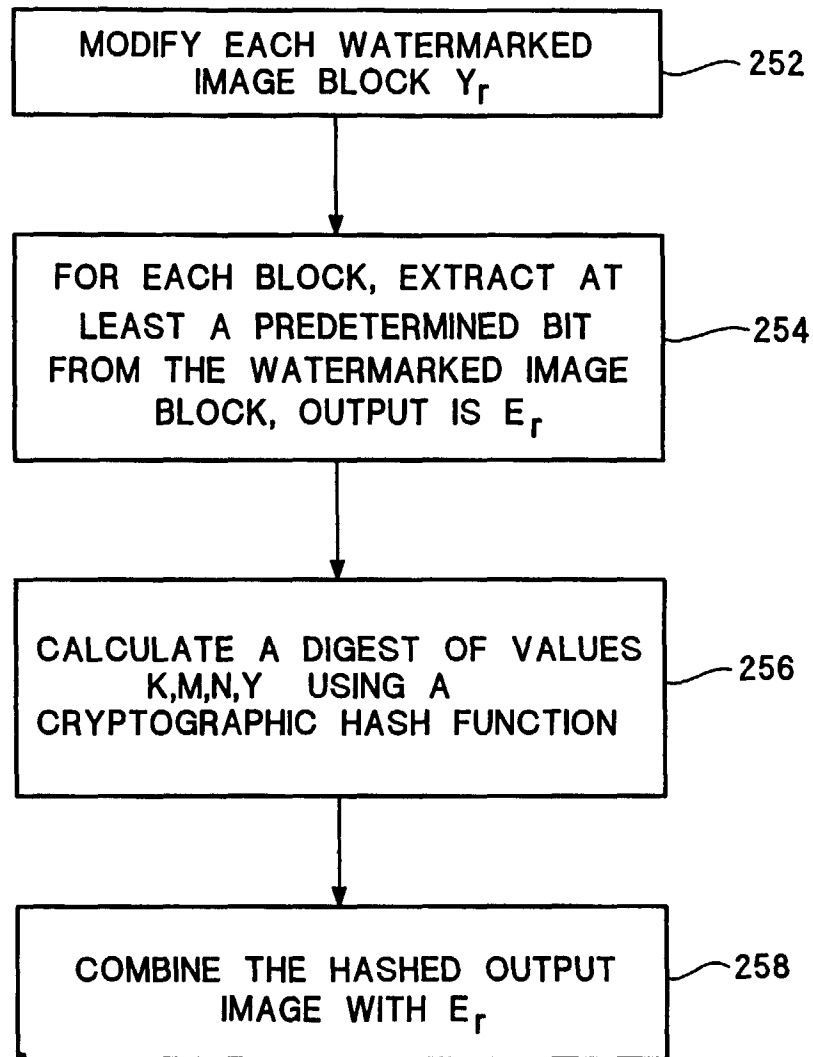 MODIFY EACH WATERMARKED
IMAGE BLOCK Yr
252
FOR EACH BLOCK, EXTRACT AT
LEAST A PREDETERMINED BIT
FROM THE WATERMARKED IMAGE
BLOCK, OUTPUT IS Er
254
CALCULATE A DIGEST OF VALUES
K,M,N,Y USING A
CRYPTOGRAPHIC HASH FUNCTION
256
COMBINE THE HASHED OUTPUT
IMAGE WITH Er
258